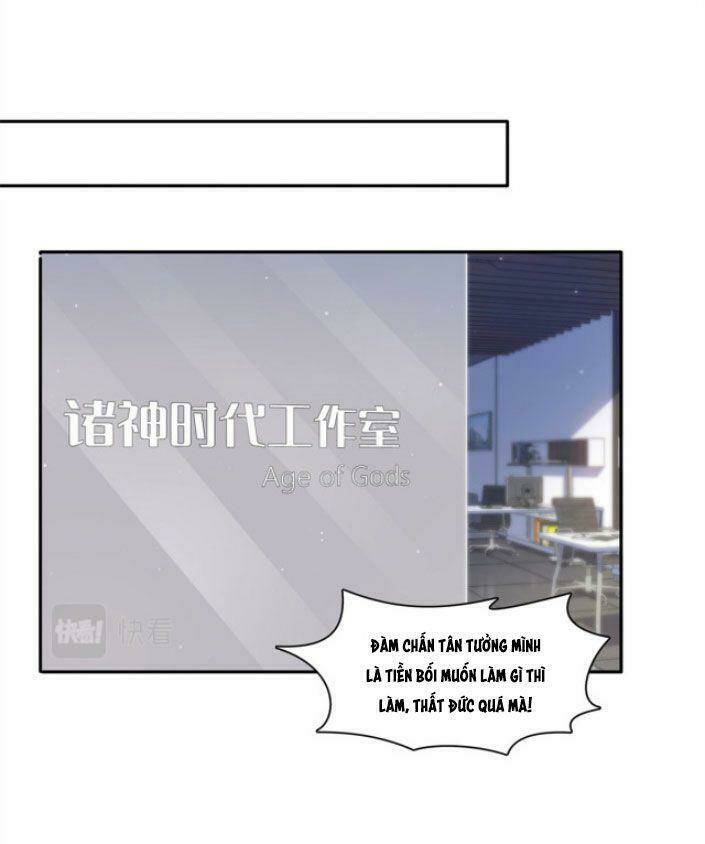 诸神时代工作室
Age of Gods
快看! 快看
ĐÀM CHẤN TÂN TƯỞNG MÌNH
LÀ TIỀN BỐI MUỐN LÀM GÌ THÌ
LÀM, THẤT ĐỨC QUÁ MÀ!